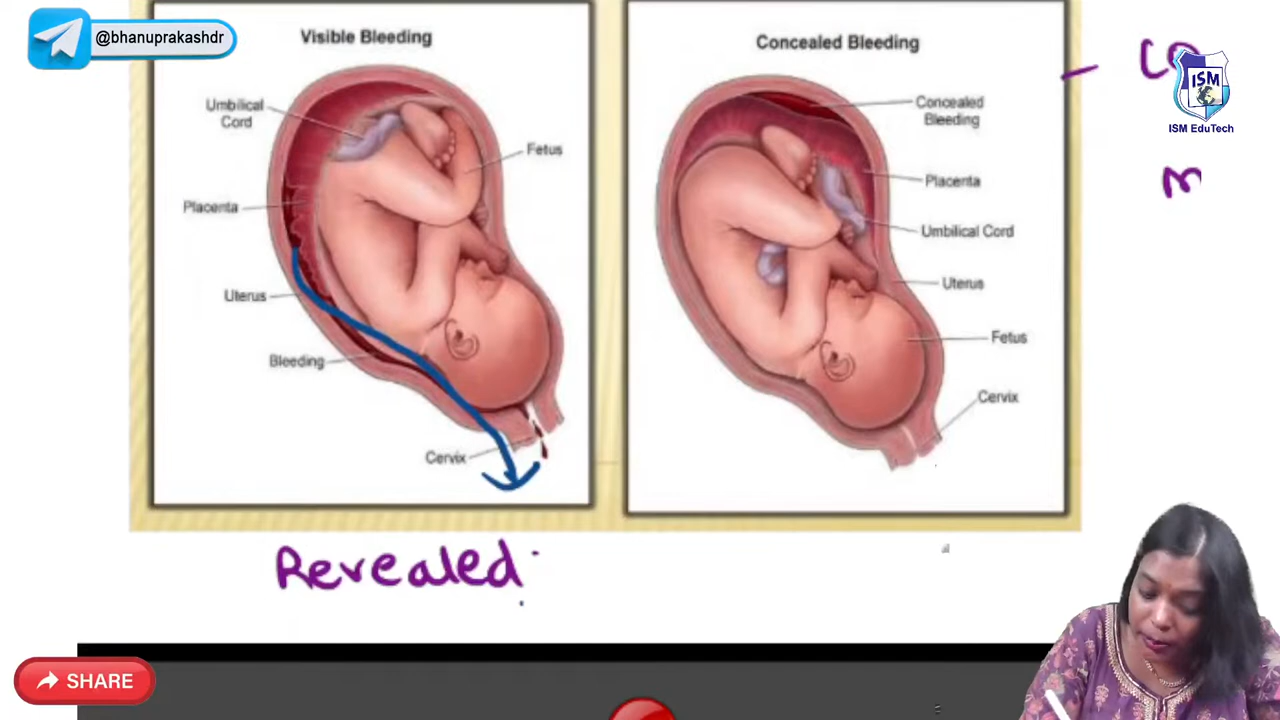 @bhanuprakashdr
Visible Bleeding
Umbilical
Cord
Fetus
Placenta
Uterus
Bleeding
Cervix
Concealed Bleeding
Concealed
Bleeding
Placenta
Umbilical Cord
Uterus
Fetus
Cervix
ISM
ISM EduTech
Revealed
SHARE